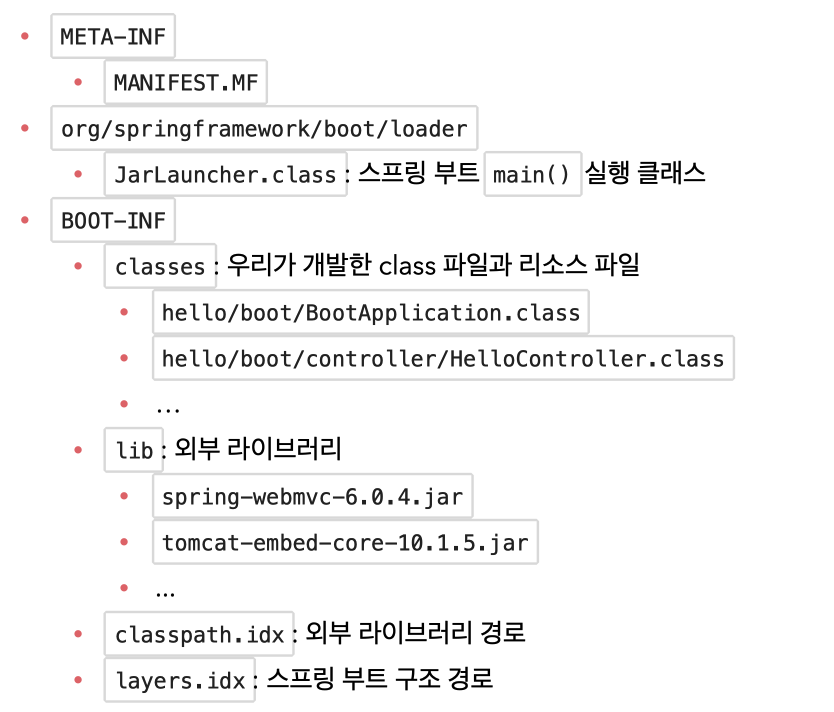 META-INF
MANIFEST.MF
org/springframework/boot/loader
JarLauncher.class : 스프링 부트 main() 실행 클래스
BOOT-INF
classes : 우리가 개발한 class 파일과 리소스 파일
hello/boot/BootApplication.class
hello/boot/controller/HelloController.class
…
lib : 외부 라이브러리
spring-webmvc-6.0.4.jar
tomcat-embed-core-10.1.5.jar
...
classpath.idx : 외부 라이브러리 경로
layers.idx : 스프링 부트 구조 경로